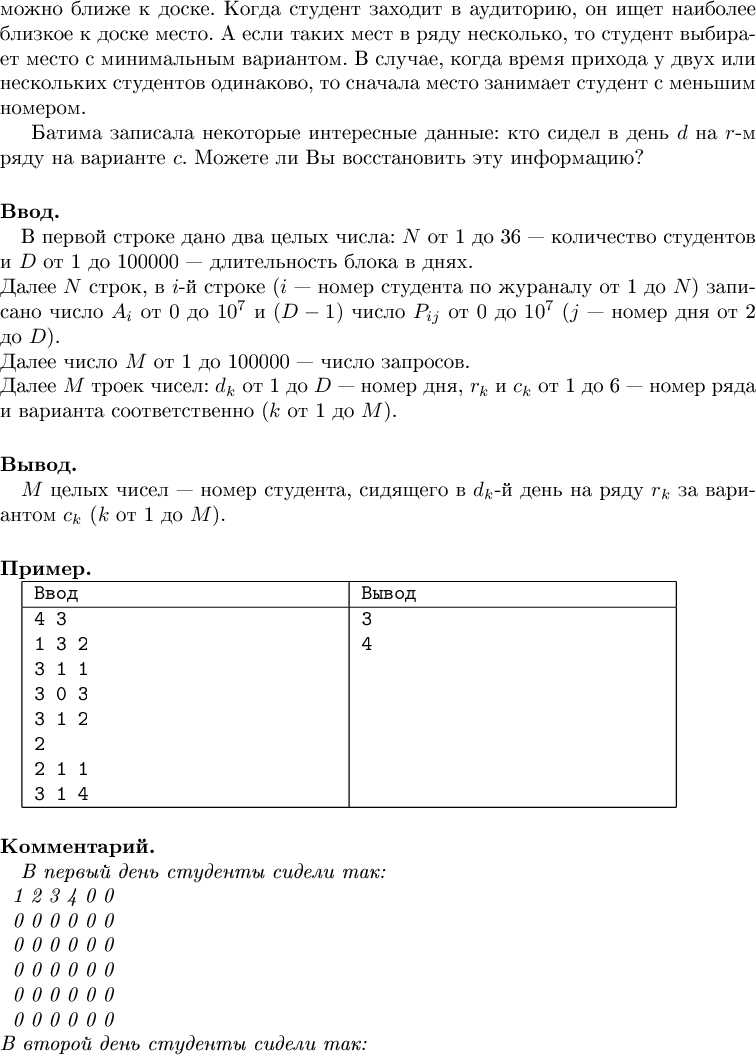 можно ближе к доске. Когда студент заходит в аудиторию, он ищет наиболее
близкое к доске место. А если таких мест в ряду несколько, то студент выбира-
ет место с минимальным вариантом. В случае, когда время прихода у двух или
нескольких студентов одинаково, то сначала место занимает студент с меньшим
номером.
Батима записала некоторые интересные данные: кто сидел в день d на r-м
ряду на варианте c. Можете ли Вы восстановить эту информацию?
Ввод.
В первой строке дано два целых числа: N от 1 до 36 — количество студентов
и D от 1 до 100000 — длительность блока в днях.
Далее N строк, в i-й строке (i — номер студента по жураналу от 1 до N) запи-
сано число A_i от 0 до 10^7 и (D − 1) число P_{ij} от 0 до 10^7 (j — номер дня от 2
до D).
Далее число M от 1 до 100000 — число запросов.
Далее M троек чисел: d_k от 1 до D — номер дня, r_k и c_k от 1 до 6 — номер ряда
и варианта соответственно (k от 1 до M).
Вывод.
M целых чисел — номер студента, сидящего в d_k-й день на ряду r_k за вари-
антом c_k (k от 1 до M).
Пример.
Ввод Вывод
4 3 3
1 3 2 4
3 1 1
3 0 3
3 1 2
2
2 1 1
3 1 4
Комментарий.
В первый день студенты сидели так:
1 2 3 4 0 0
0 0 0 0 0 0
0 0 0 0 0 0
0 0 0 0 0 0
0 0 0 0 0 0
0 0 0 0 0 0
В второй день студенты сидели так: